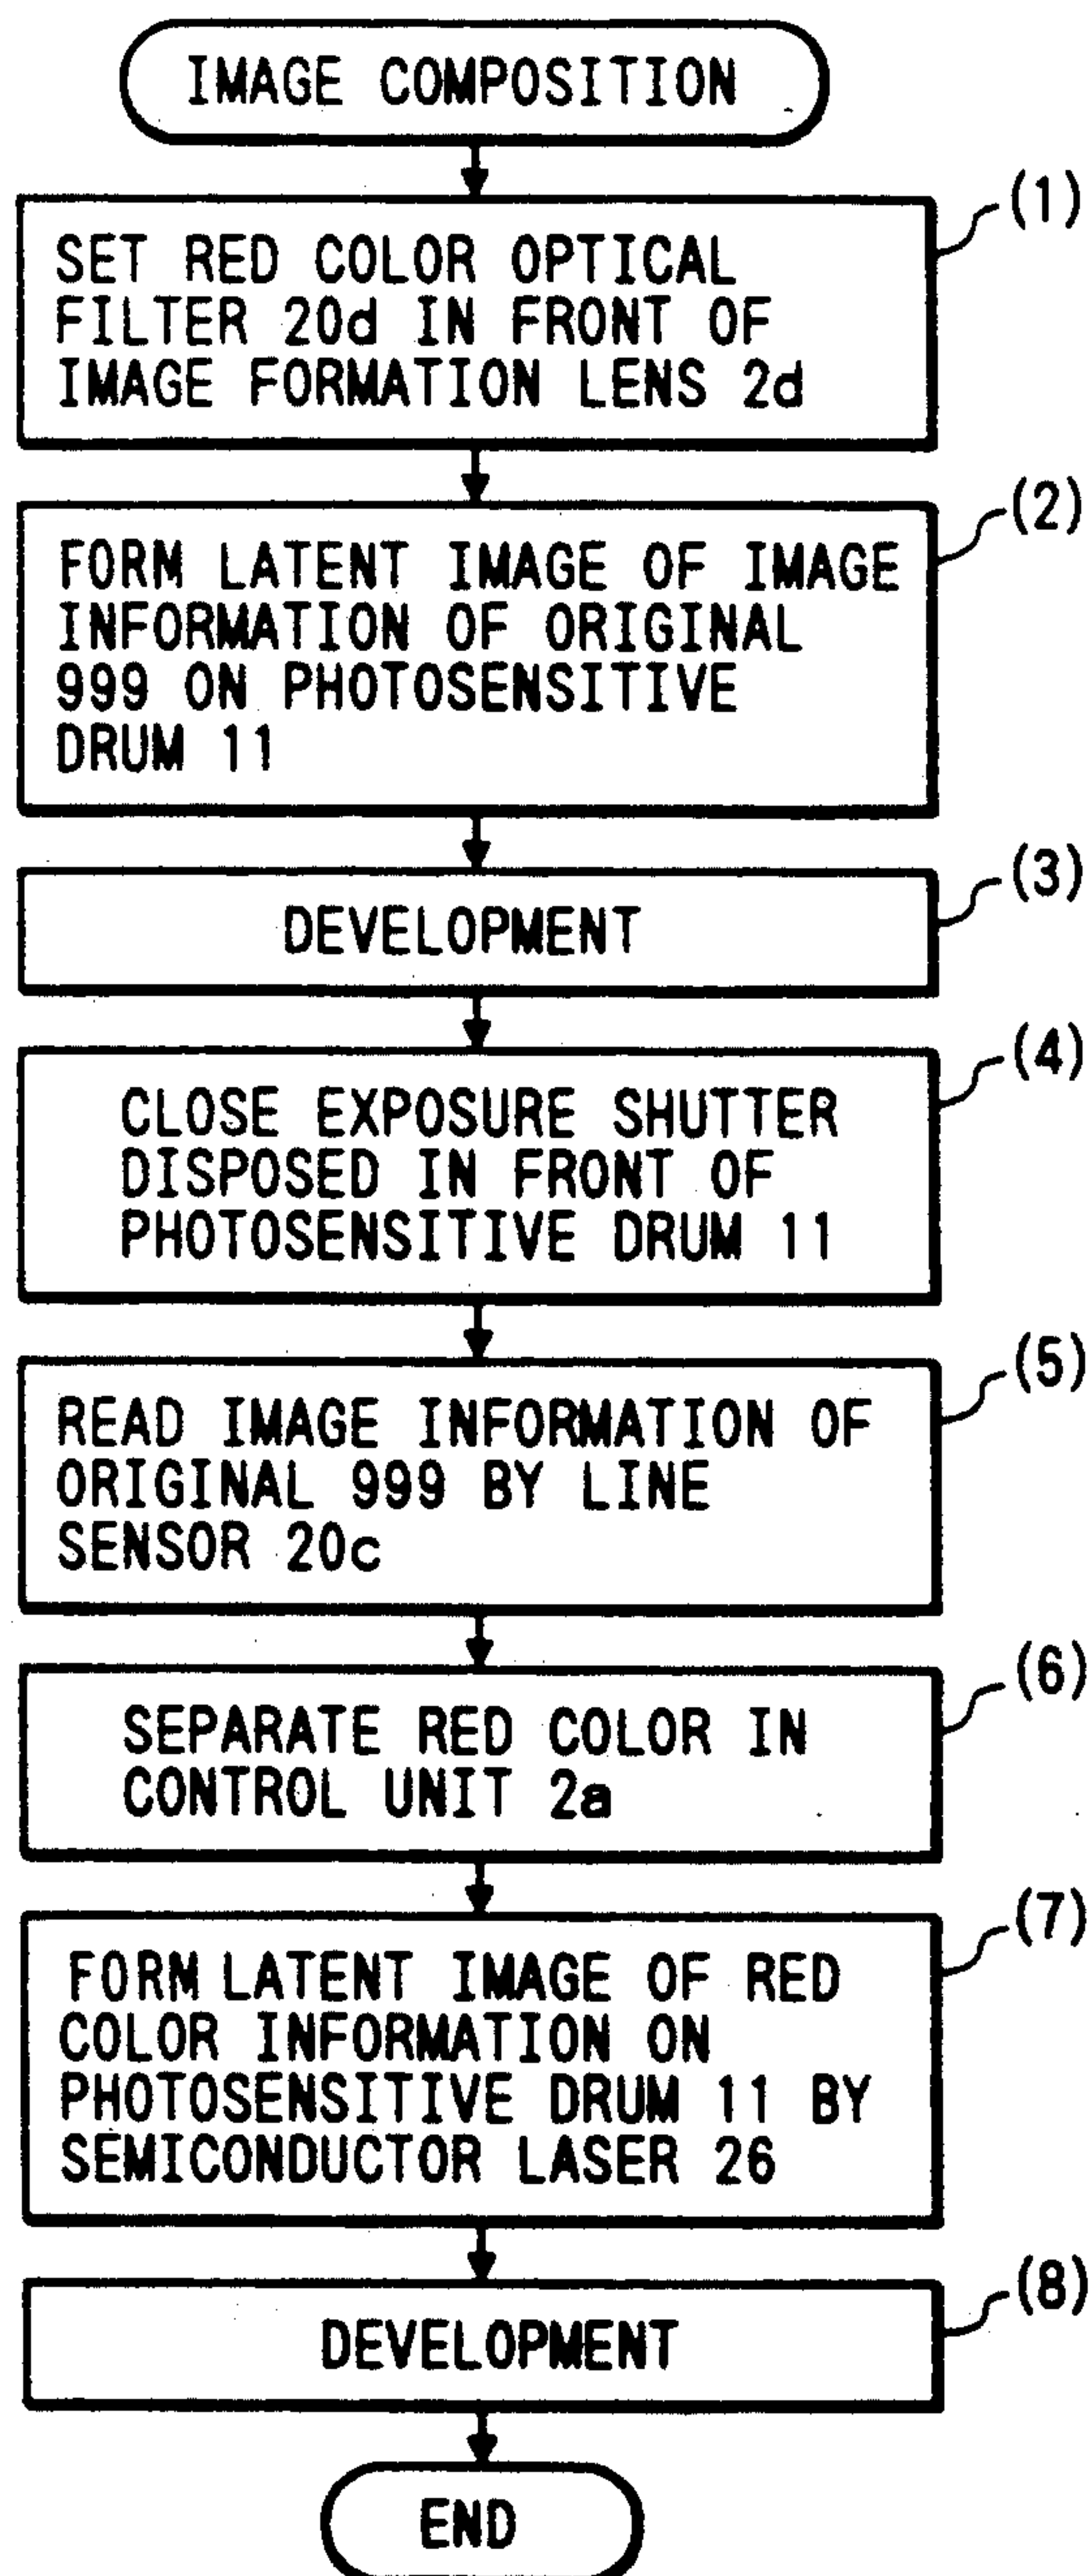 IMAGE COMPOSITION
(1)
SET RED COLOR OPTICAL
FILTER 20d IN FRONT OF
IMAGE FORMATION LENS 2d
(2)
FORM LATENT IMAGE OF IMAGE
INFORMATION OF ORIGINAL
999 ON PHOTOSENSITIVE
DRUM 11
(3)
DEVELOPMENT
(4)
CLOSE EXPOSURE SHUTTER
DISPOSED IN FRONT OF
PHOTOSENSITIVE DRUM 11
(5)
READ IMAGE INFORMATION OF
ORIGINAL 999 BY LINE
SENSOR 20c
(6)
SEPARATE RED COLOR IN
CONTROL UNIT 2a
(7)
FORM LATENT IMAGE OF RED
COLOR INFORMATION ON
PHOTOSENSITIVE DRUM 11 BY
SEMICONDUCTOR LASER 26
(8)
DEVELOPMENT
END